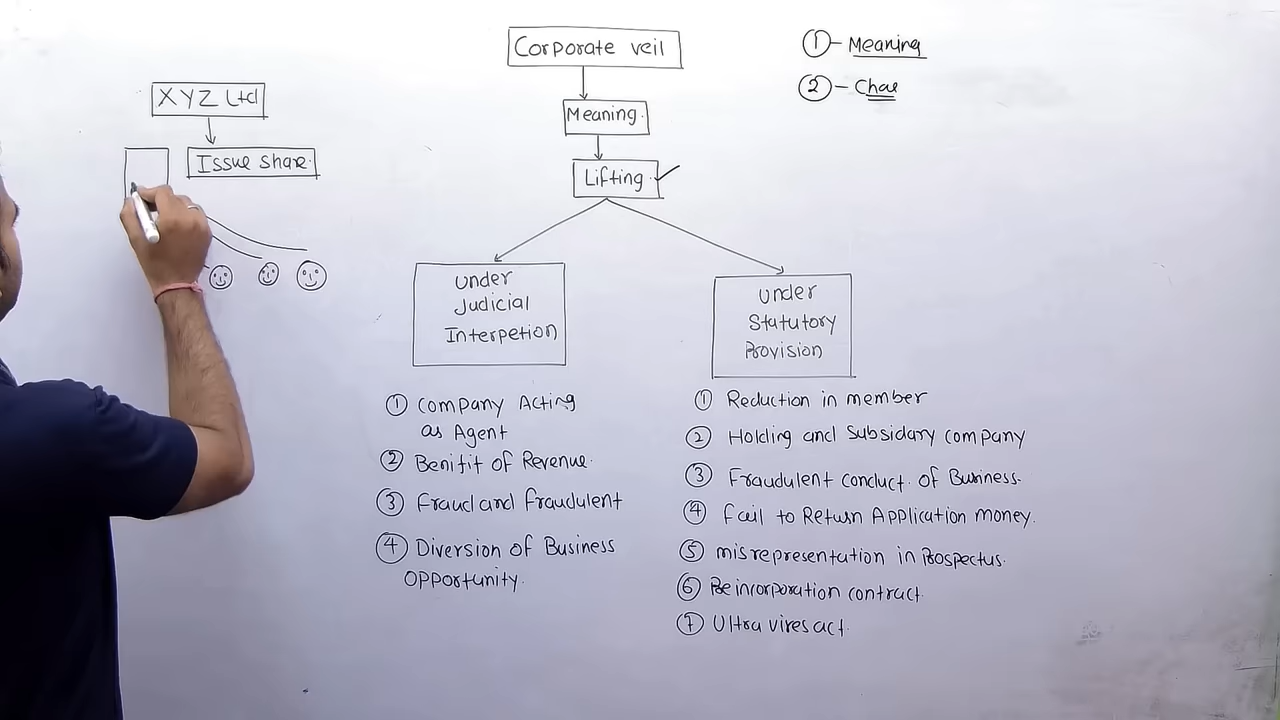 Corporate veil
Meaning.
Lifting
① - Meaning
② - Chae
XYZ Ltd
Issue share.
Under
Judicial
Interpetion
Under
Statutory
Provision
① Company Acting
as Agent
② Benifit of Revenue.
③ Fraud and fraudulent
④ Diversion of Business
opportunity.
① Reduction in member
② Holding and Subsidary company
③ Fraudulent conduct. of Business.
④ fail to Return Application money.
⑤ misrepresentation in Prospectus.
⑥ Preincorporation contract.
⑦ Ultra vires act.